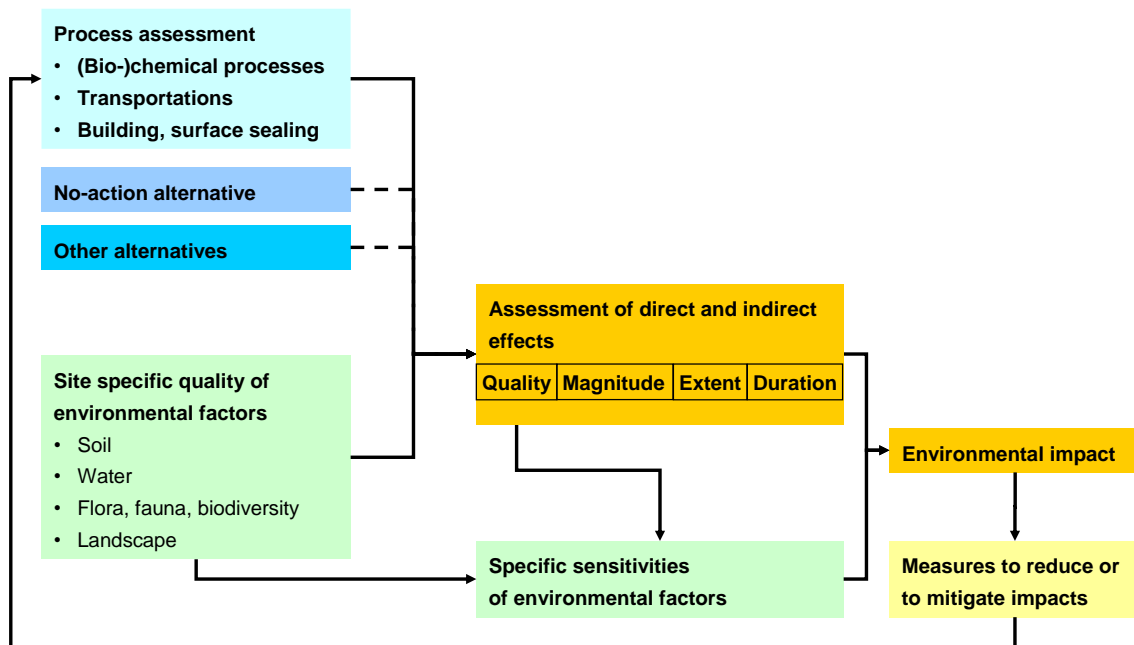 Process assessment
• (Bio-)chemical processes
• Transportations
• Building, surface sealing
No-action alternative
Other alternatives
Assessment of direct and indirect
effects
Quality Magnitude Extent Duration
Site specific quality of
environmental factors
• Soil
• Water
• Flora, fauna, biodiversity
• Landscape
Environmental impact
Specific sensitivities
of environmental factors
Measures to reduce or
to mitigate impacts